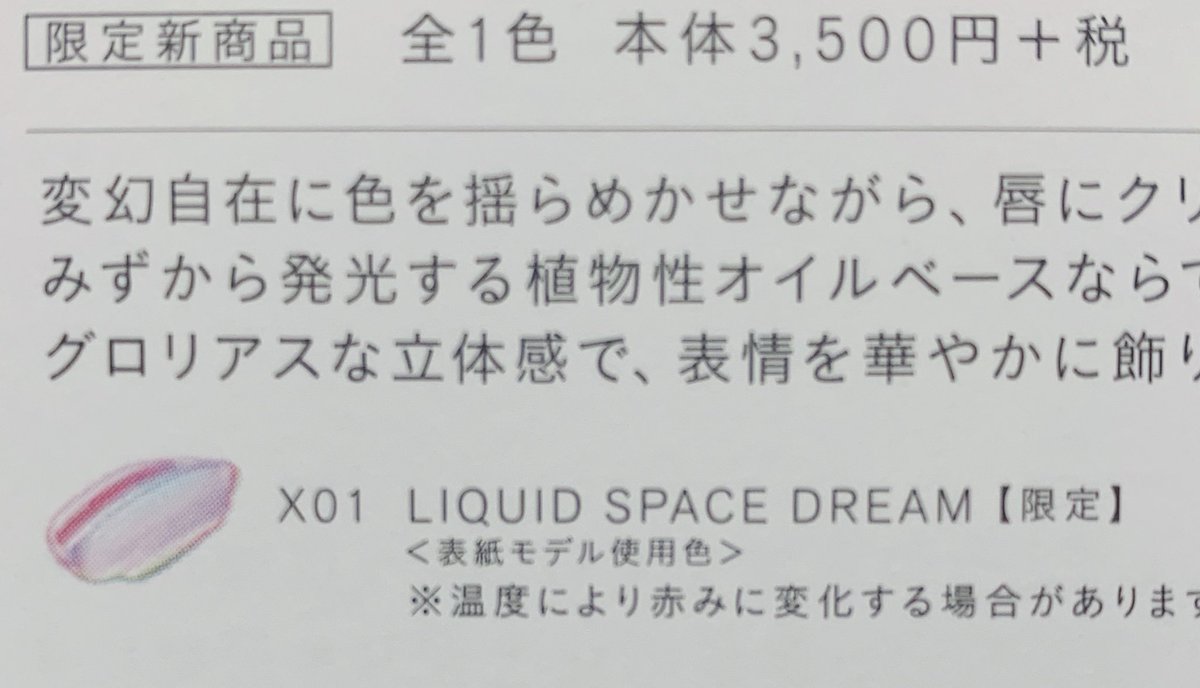 限定新商品 全1色 本体3,500円+税
変幻自在に色を揺らめかせながら、唇にク
みずから発光する植物性オイルベースなら
グロリアスな立体感で、表情を華やかに飾り
X01 LIQUID SPACE DREAM【限定】
<表紙モデル使用色>
※温度により赤みに変化する場合があります